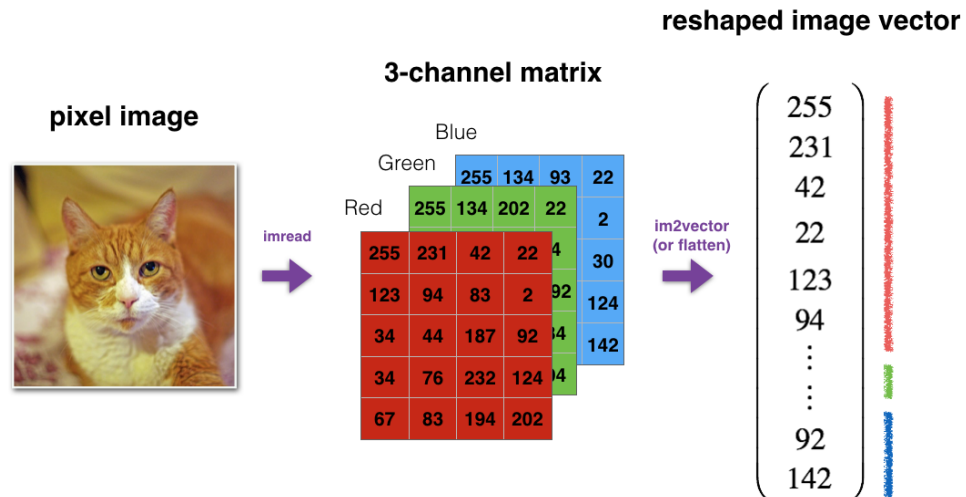 reshaped image vector
3-channel matrix
pixel image
Blue
Green
Red
imread
255 134 93 22
2
30
124
142
255 134 202 22
255 231 42 22
123 94 83 2
34 44 187 92
34 76 232 124
67 83 194 202
im2vector
(or flatten)
255
231
42
22
123
94
⋮
⋮
92
142